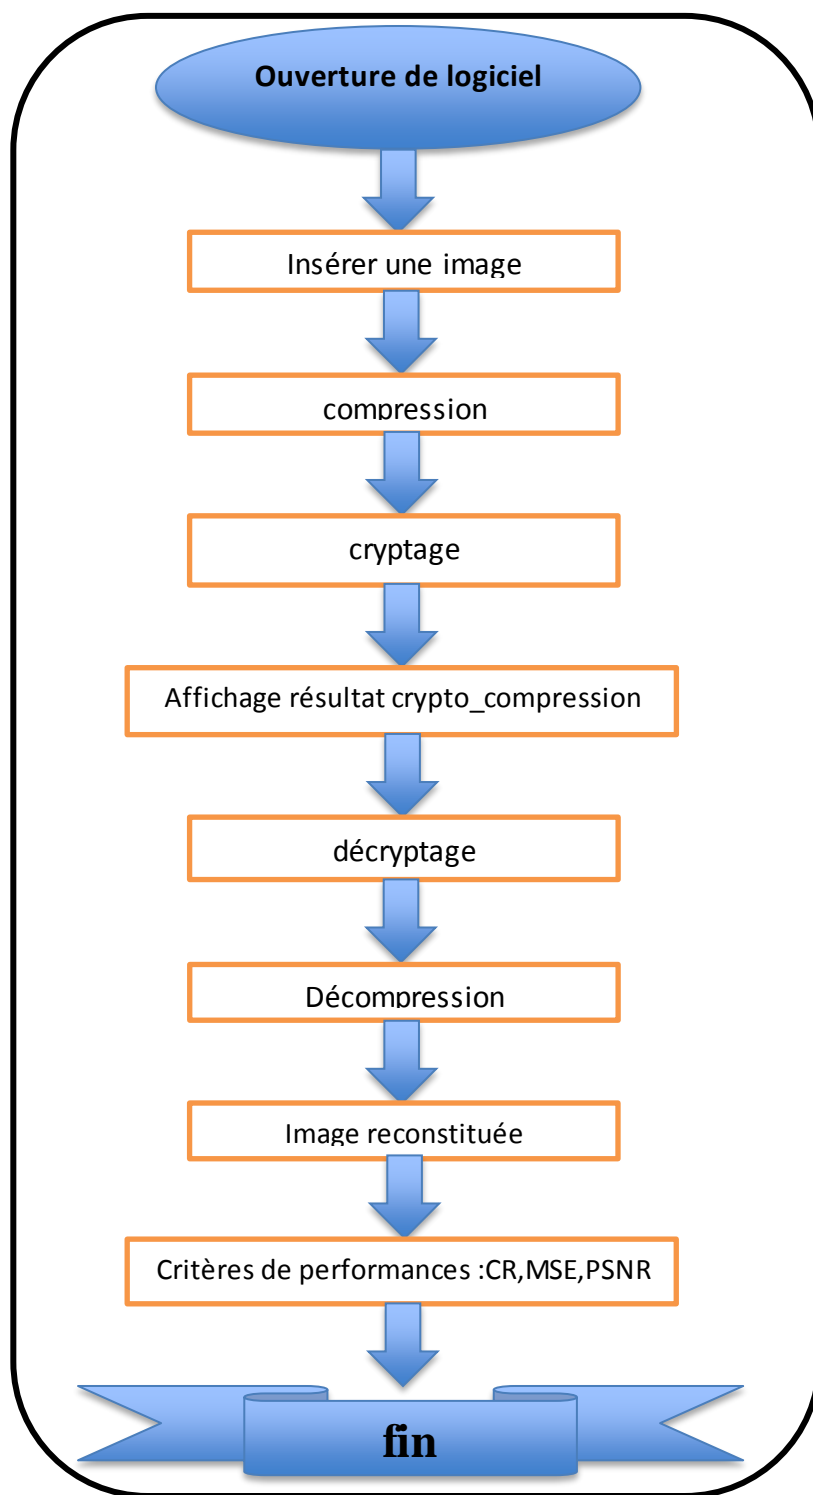 Ouverture de logiciel
Insérer une image
compression
cryptage
Affichage résultat crypto_compression
décryptage
Décompression
Image reconstituée
Critères de performances :CR,MSE,PSNR
fin